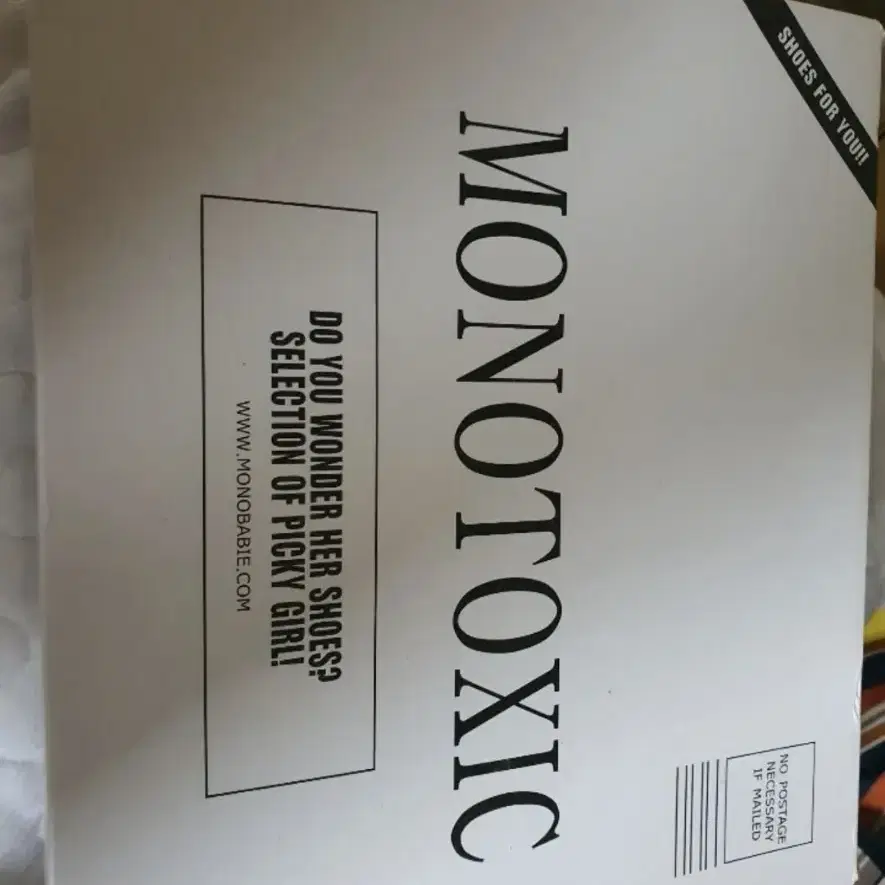 SHOES FOR YOU!!
MONOTOXIC
DO YOU WONDER HER SHOES?
SELECTION OF PICKY GIRL!
WWW.MONOBABIE.COM
NO POSTAGE
NECESSARY
IF MAILED